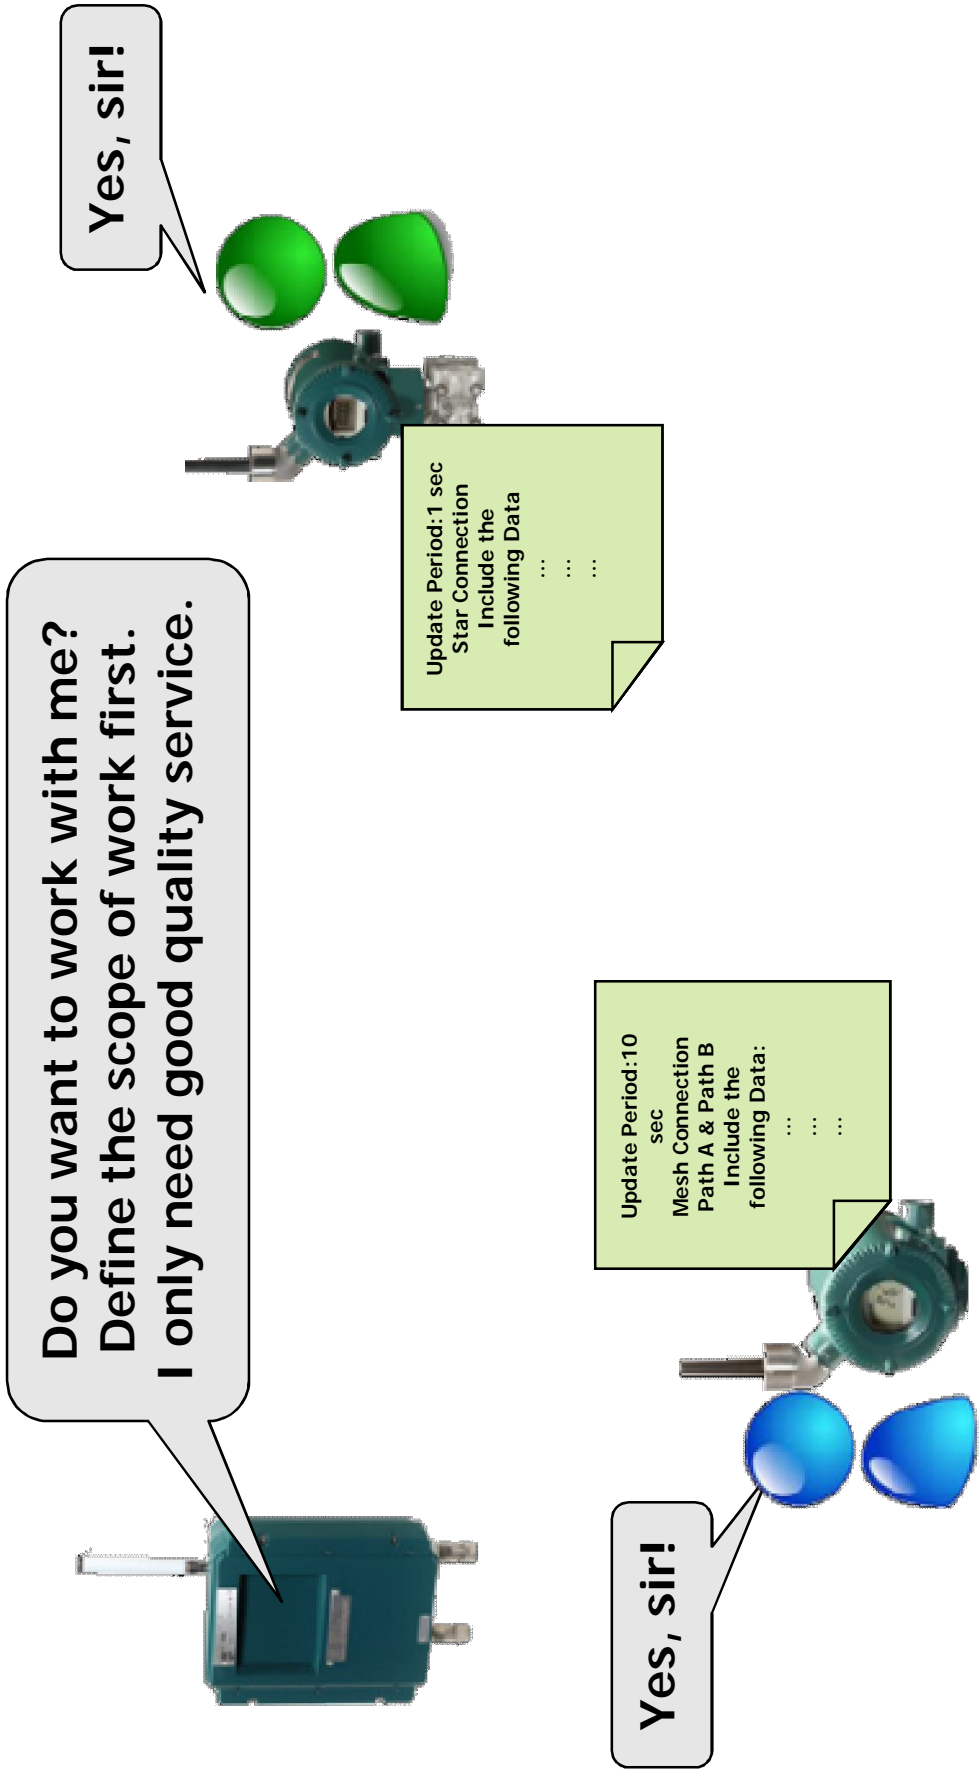 Do you want to work with me?
Define the scope of work first.
I only need good quality service.
Yes, sir!
Update Period:1 sec
Star Connection
Include the
following Data
...
...
...
Update Period:10
sec
Mesh Connection
Path A & Path B
Include the
following Data:
...
...
...
Yes, sir!